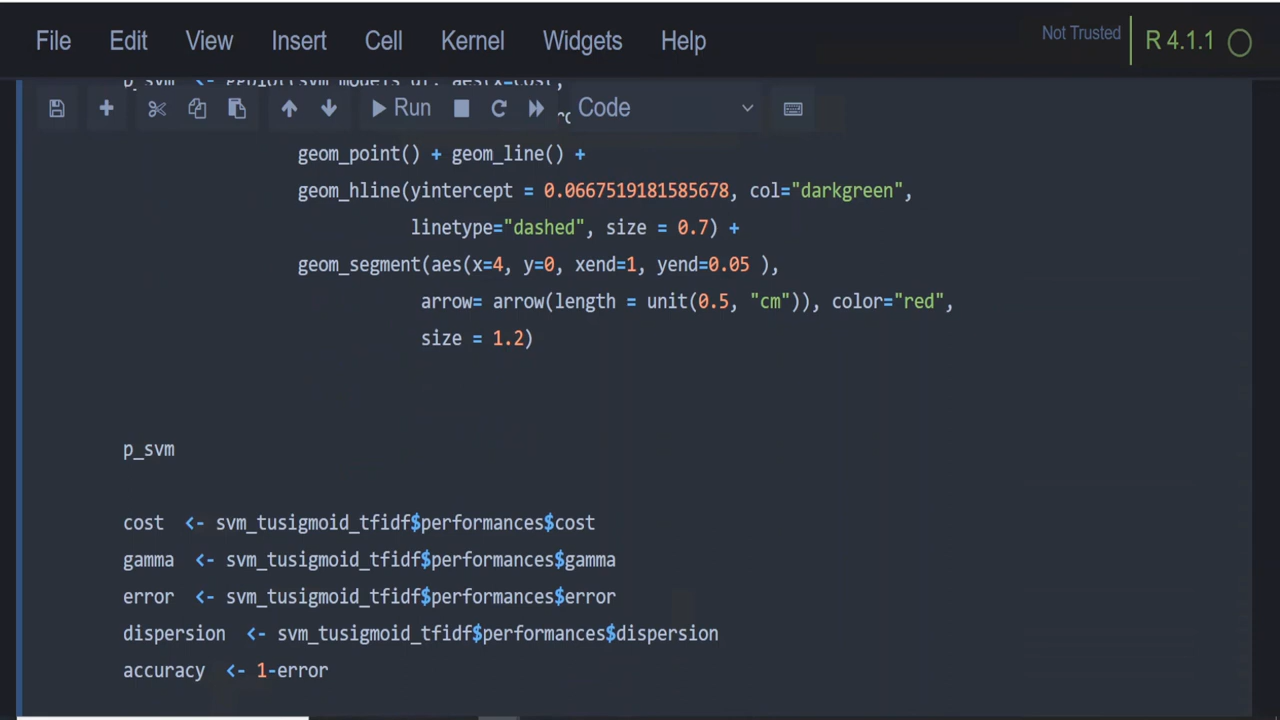 File Edit View Insert Cell Kernel Widgets Help Not Trusted R 4.1.1
Run Code
geom_point() + geom_line() +
geom_hline(yintercept = 0.0667519181585678, col="darkgreen",
linetype="dashed", size = 0.7) +
geom_segment(aes(x=4, y=0, xend=1, yend=0.05 ),
arrow= arrow(length = unit(0.5, "cm")), color="red",
size = 1.2)
p_svm
cost <- svm_tusigmoid_tfidf$performances$cost
gamma <- svm_tusigmoid_tfidf$performances$gamma
error <- svm_tusigmoid_tfidf$performances$error
dispersion <- svm_tusigmoid_tfidf$performances$dispersion
accuracy <- 1-error